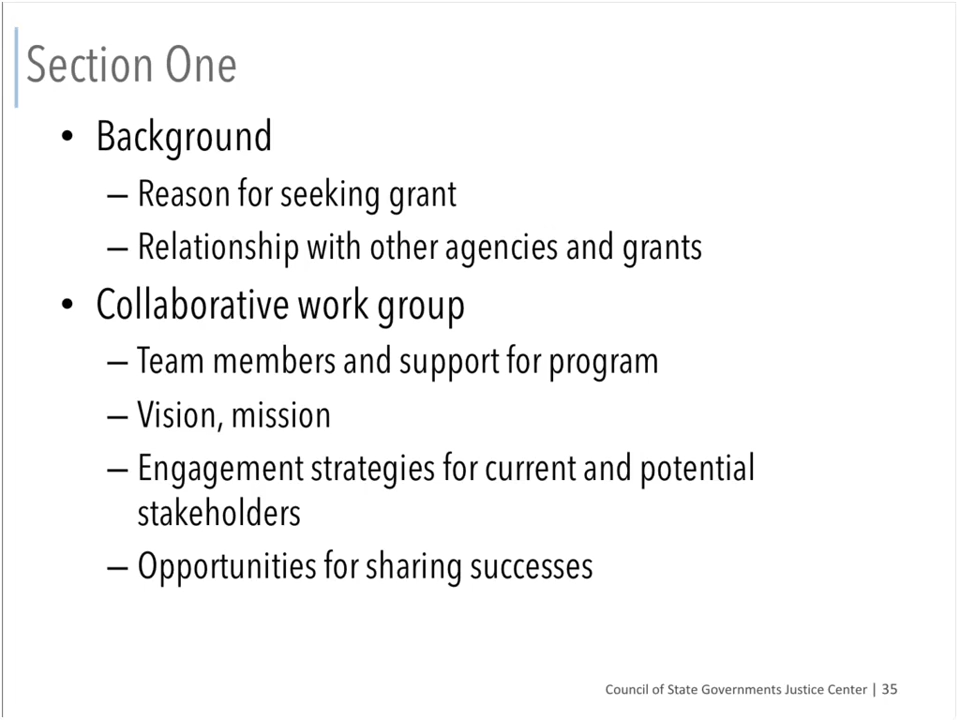 Section One
• Background
– Reason for seeking grant
– Relationship with other agencies and grants
• Collaborative work group
– Team members and support for program
– Vision, mission
– Engagement strategies for current and potential
stakeholders
– Opportunities for sharing successes
Council of State Governments Justice Center | 35